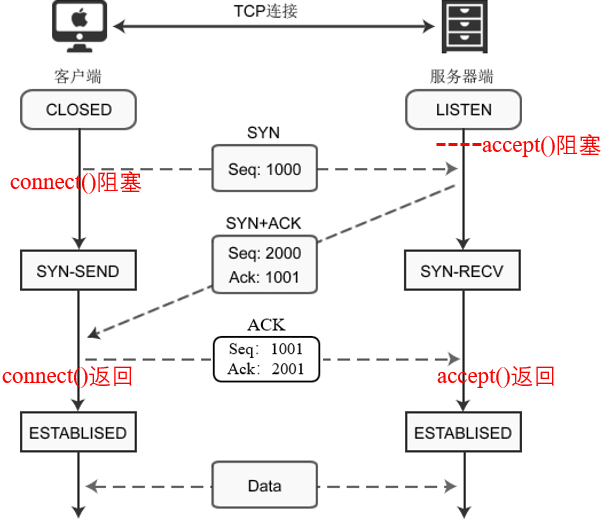 TCP连接
客户端
服务器端
CLOSED
LISTEN
SYN
accept()阻塞
Seq: 1000
connect()阻塞
SYN+ACK
Seq: 2000
Ack: 1001
SYN-SEND
SYN-RECV
ACK
Seq: 1001
Ack: 2001
connect()返回
accept()返回
ESTABLISED
ESTABLISED
Data